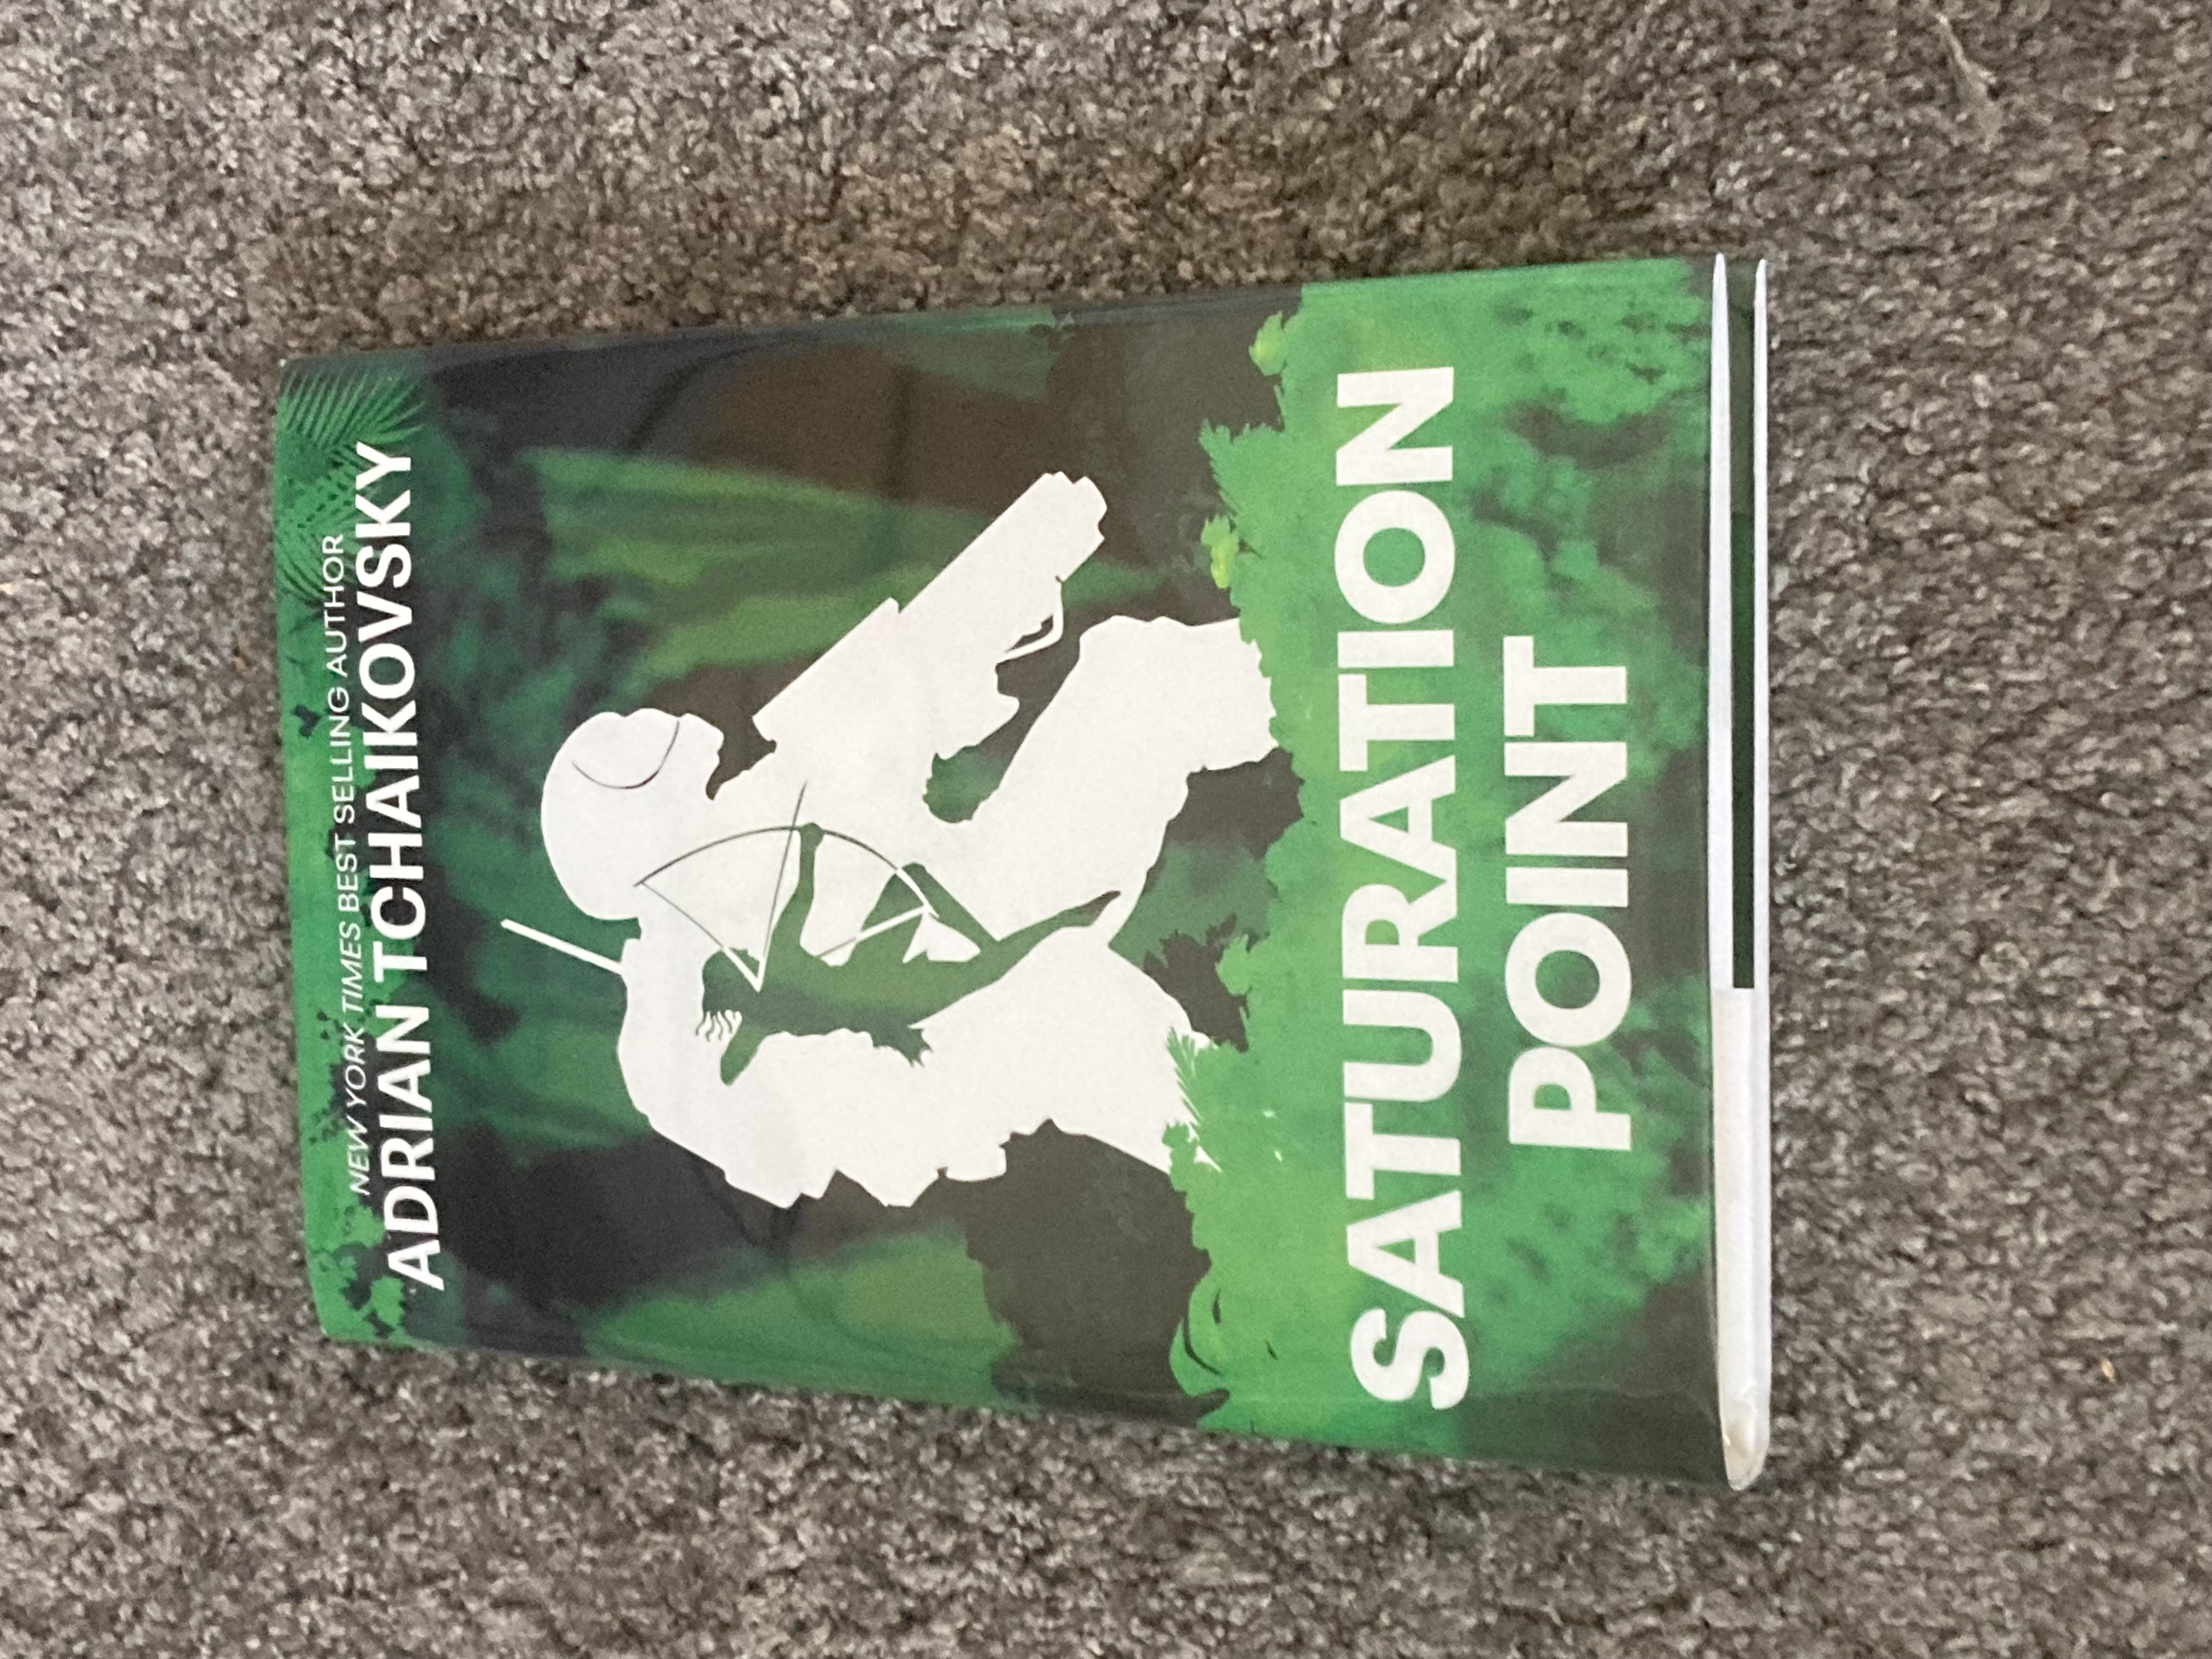 NEW YORK TIMES BEST SELLING AUTHOR
ADRIAN TCHAIKOVSKY
SATURATION
POINT